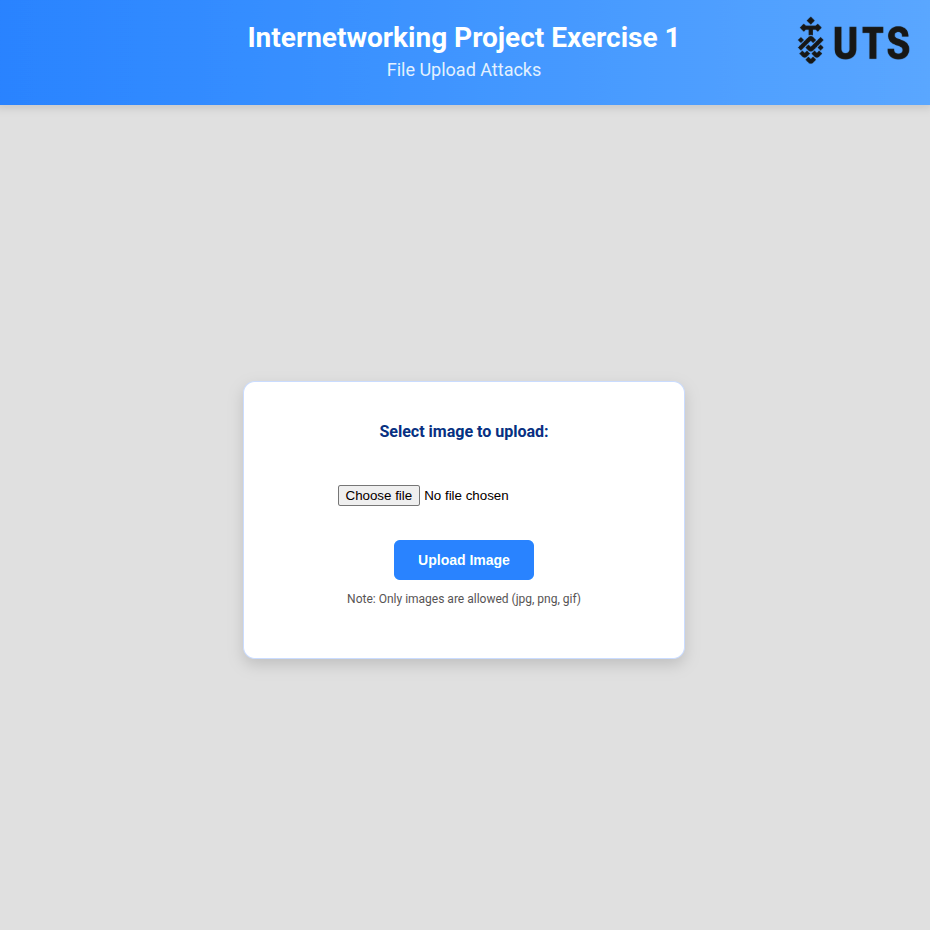 Internetworking Project Exercise 1
File Upload Attacks
UTS
Select image to upload:
Choose file No file chosen
Upload Image
Note: Only images are allowed (jpg, png, gif)